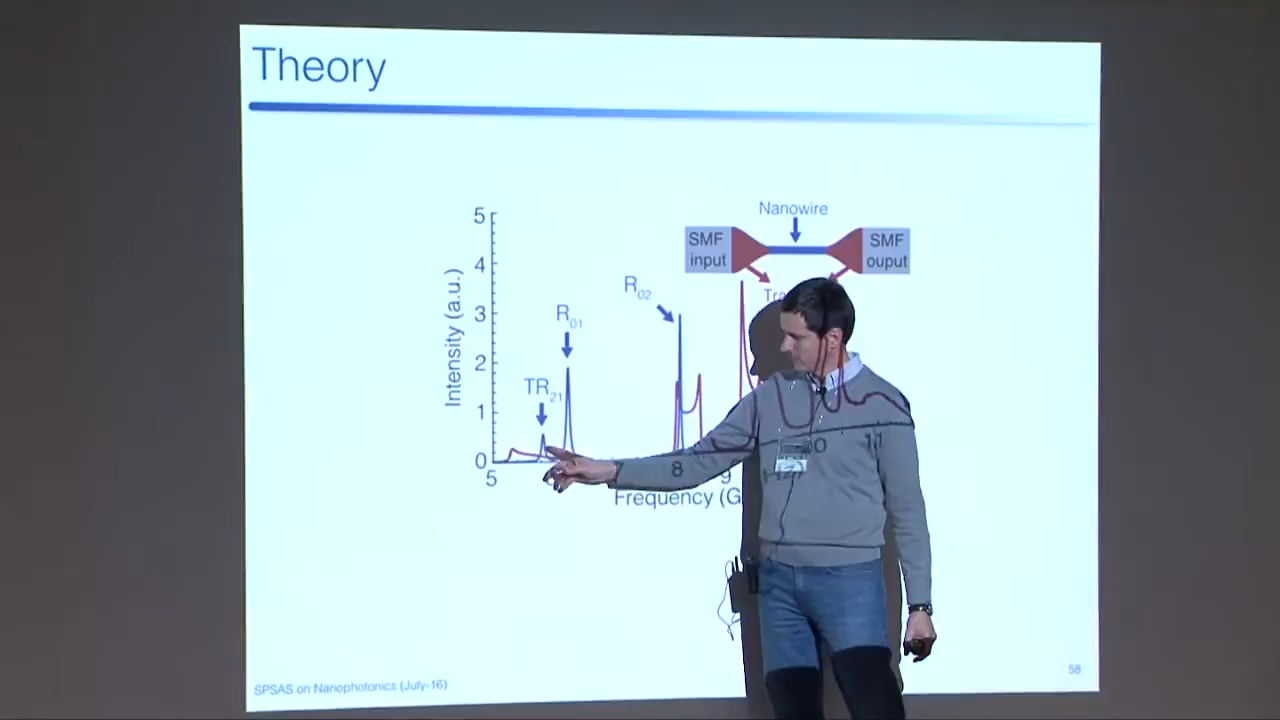 Theory
Nanowire
SMF
input
SMF
ouput
5
4
3
2
1
0
Intensity (a.u.)
R02
R01
TR21
5
8
9
11
Frequency (G
SPSAS on Nanophotonics (July-16)
58